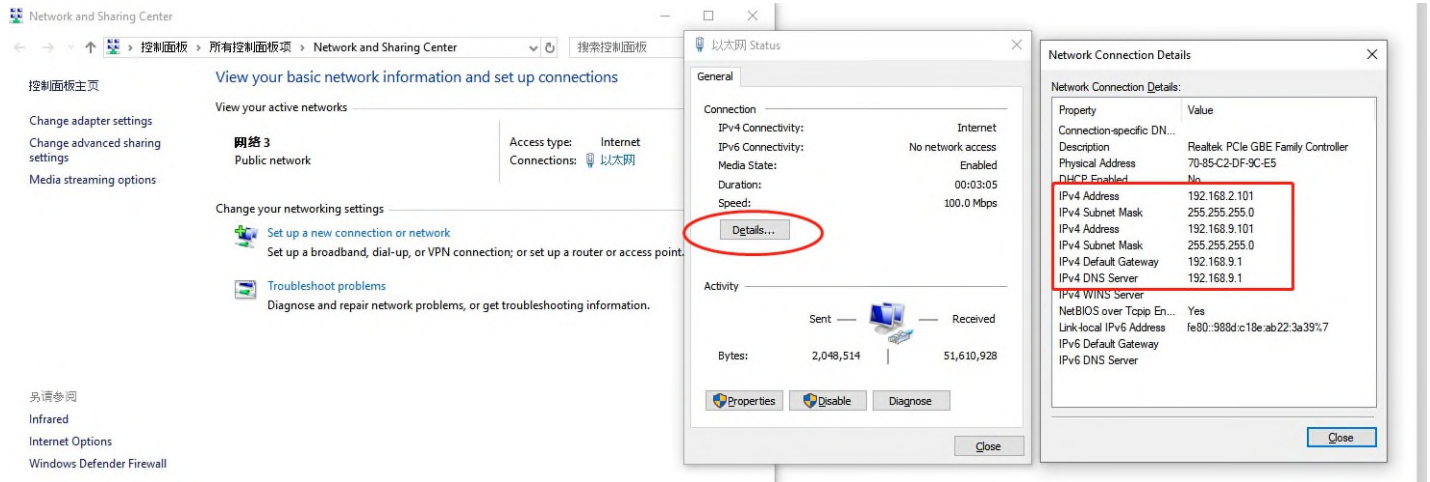 Network and Sharing Center
控制面板 › 所有控制面板项 › Network and Sharing Center
搜索控制面板
控制面板主页
Change adapter settings
Change advanced sharing
settings
Media streaming options
View your basic network information and set up connections
View your active networks
网络 3
Public network
Access type: Internet
Connections: 以太网
Change your networking settings
Set up a new connection or network
Set up a broadband, dial-up, or VPN connection; or set up a router or access point.
Troubleshoot problems
Diagnose and repair network problems, or get troubleshooting information.
另请参阅
Infrared
Internet Options
Windows Defender Firewall
以太网 Status
General
Connection
IPv4 Connectivity: Internet
IPv6 Connectivity: No network access
Media State: Enabled
Duration: 00:03:05
Speed: 100.0 Mbps
Details...
Activity
Sent — Received
Bytes: 2,048,514 51,610,928
Properties Disable Diagnose
Close
Network Connection Details
Network Connection Details:
Property Value
Connection-specific DN...
Description Realtek PCIe GBE Family Controller
Physical Address 70-85-C2-DF-9C-E5
DHCP Enabled No
IPv4 Address 192.168.2.101
IPv4 Subnet Mask 255.255.255.0
IPv4 Address 192.168.9.101
IPv4 Subnet Mask 255.255.255.0
IPv4 Default Gateway 192.168.9.1
IPv4 DNS Server 192.168.9.1
IPv4 WINS Server
NetBIOS over Tcpip En... Yes
Link-local IPv6 Address fe80::988d:c18e:ab22:3a39%7
IPv6 Default Gateway
IPv6 DNS Server
Close